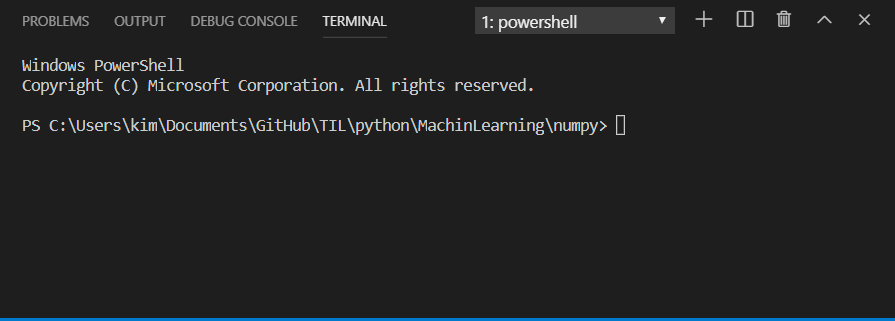 PROBLEMS OUTPUT DEBUG CONSOLE TERMINAL 1: powershell
Windows PowerShell
Copyright (C) Microsoft Corporation. All rights reserved.
PS C:\Users\kim\Documents\GitHub\TIL\python\MachinLearning\numpy>